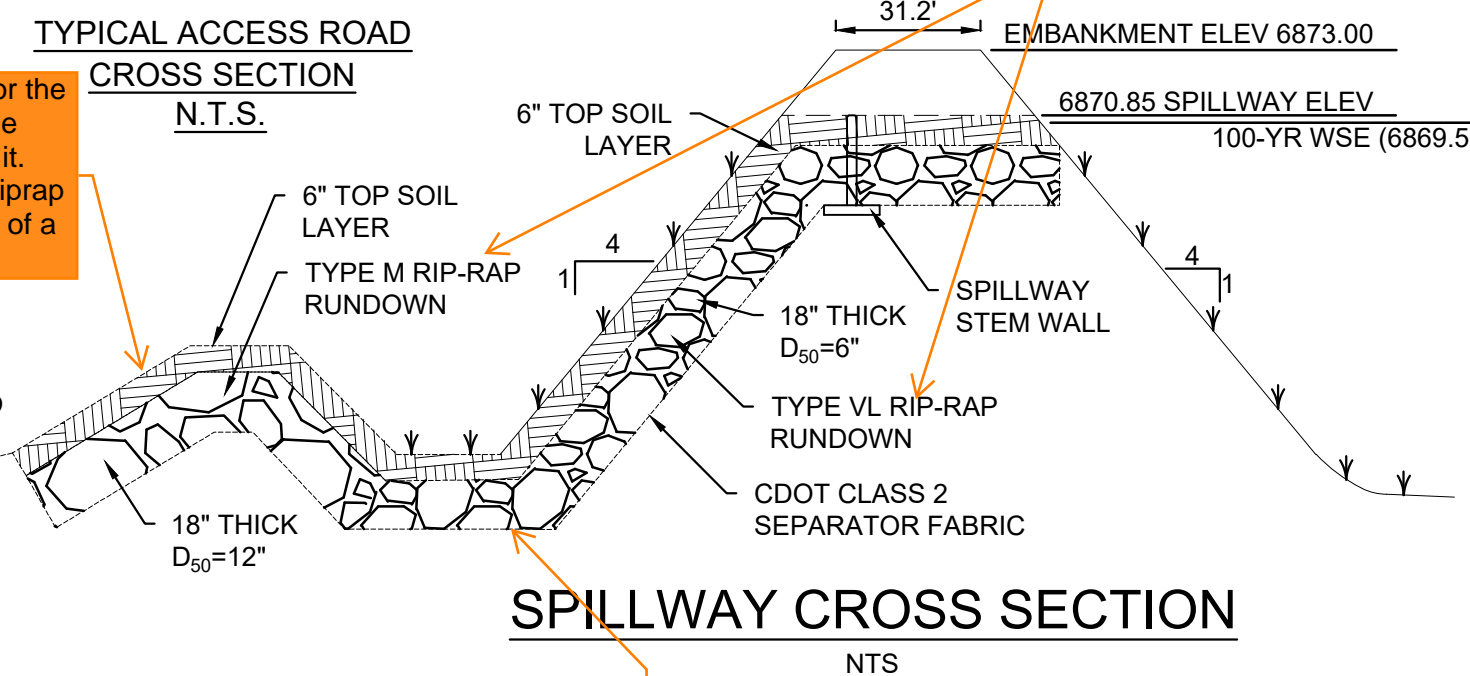 TYPICAL ACCESS ROAD
CROSS SECTION
N.T.S.
or the
e
it.
iprap
of a
31.2'
EMBANKMENT ELEV 6873.00
6870.85 SPILLWAY ELEV
100-YR WSE (6869.5
6" TOP SOIL
LAYER
6" TOP SOIL
LAYER
TYPE M RIP-RAP
RUNDOWN
4
1
4
1
18" THICK
D₅₀=6"
SPILLWAY
STEM WALL
TYPE VL RIP-RAP
RUNDOWN
CDOT CLASS 2
SEPARATOR FABRIC
18" THICK
D₅₀=12"
SPILLWAY CROSS SECTION
NTS